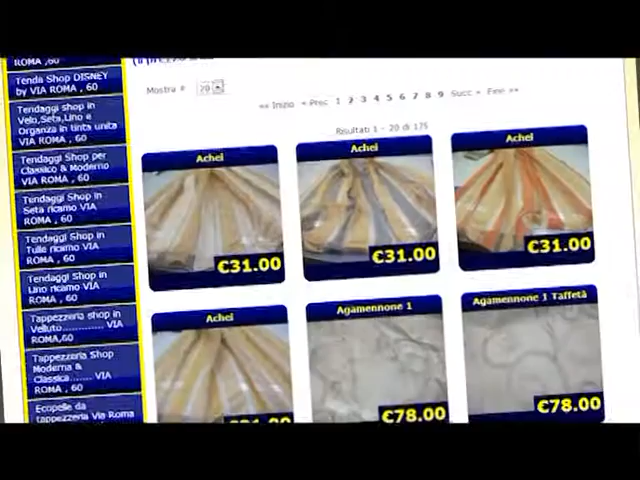 ROMA ,60
Tenda Shop DISNEY
by VIA ROMA , 60
Tendaggi shop in
Velo,Seta,Lino e
Organza in tinta unita
VIA ROMA , 60
Tendaggi Shop per
Classico & Moderno
VIA ROMA , 60
Tendaggi Shop in
Seta ricamo VIA
ROMA , 60
Tendaggi Shop in
Tulle ricamo VIA
ROMA , 60
Tendaggi Shop in
Lino ricamo VIA
ROMA , 60
Tappezzeria shop in
Velluto............ VIA
ROMA,60
Tappezzeria Shop
Moderna &
Classica....... VIA
ROMA , 60
Ecopelle da
tappezzeria Via Roma
Mostra # 20
«« Inizio « Prec 1 2 3 4 5 6 7 8 9 Succ » Fine »»
Risultati 1 - 20 di 175
Achei
€31.00
Achei
€31.00
Achei
€31.00
Achei
€31.00
Agamennone 1
€78.00
Agamennone 1 Taffetà
€78.00